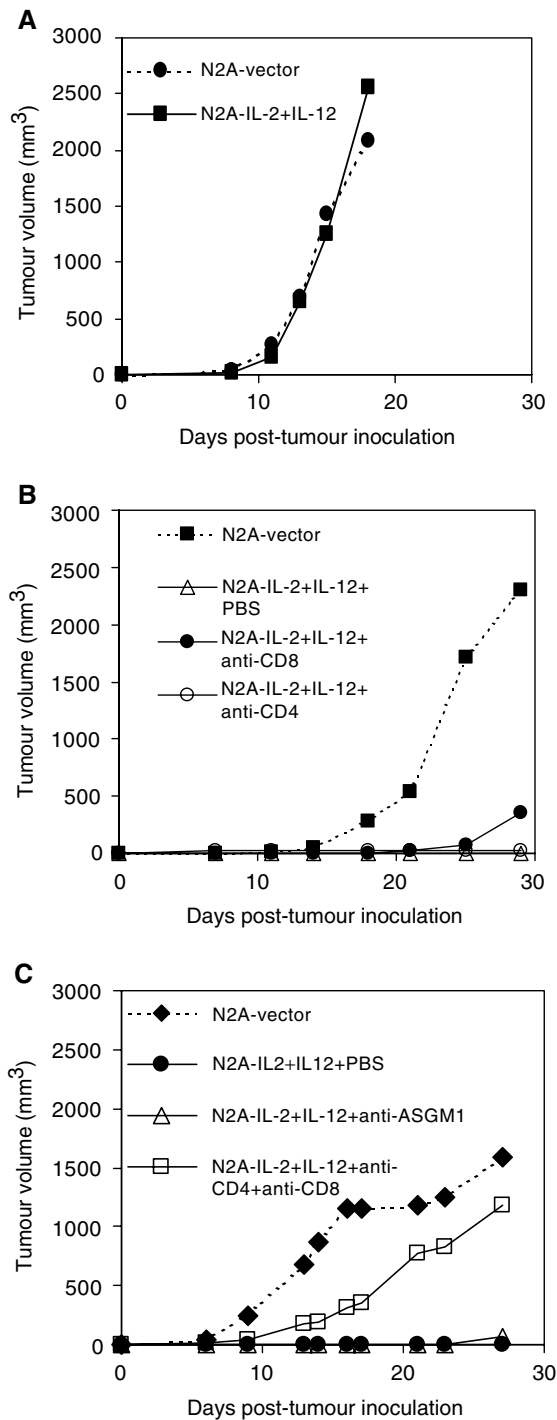 A
3000
2500
2000
1500
1000
500
0
Tumour volume (mm3)
N2A-vector
N2A-IL-2+IL-12
0 10 20 30
Days post-tumour inoculation
B
3000
2500
2000
1500
1000
500
0
Tumour volume (mm3)
N2A-vector
N2A-IL-2+IL-12+
PBS
N2A-IL-2+IL-12+
anti-CD8
N2A-IL-2+IL-12+
anti-CD4
0 10 20 30
Days post-tumour inoculation
C
3000
2500
2000
1500
1000
500
0
Tumour volume (mm3)
N2A-vector
N2A-IL2+IL12+PBS
N2A-IL-2+IL-12+anti-ASGM1
N2A-IL-2+IL-12+anti-
CD4+anti-CD8
0 10 20 30
Days post-tumour inoculation